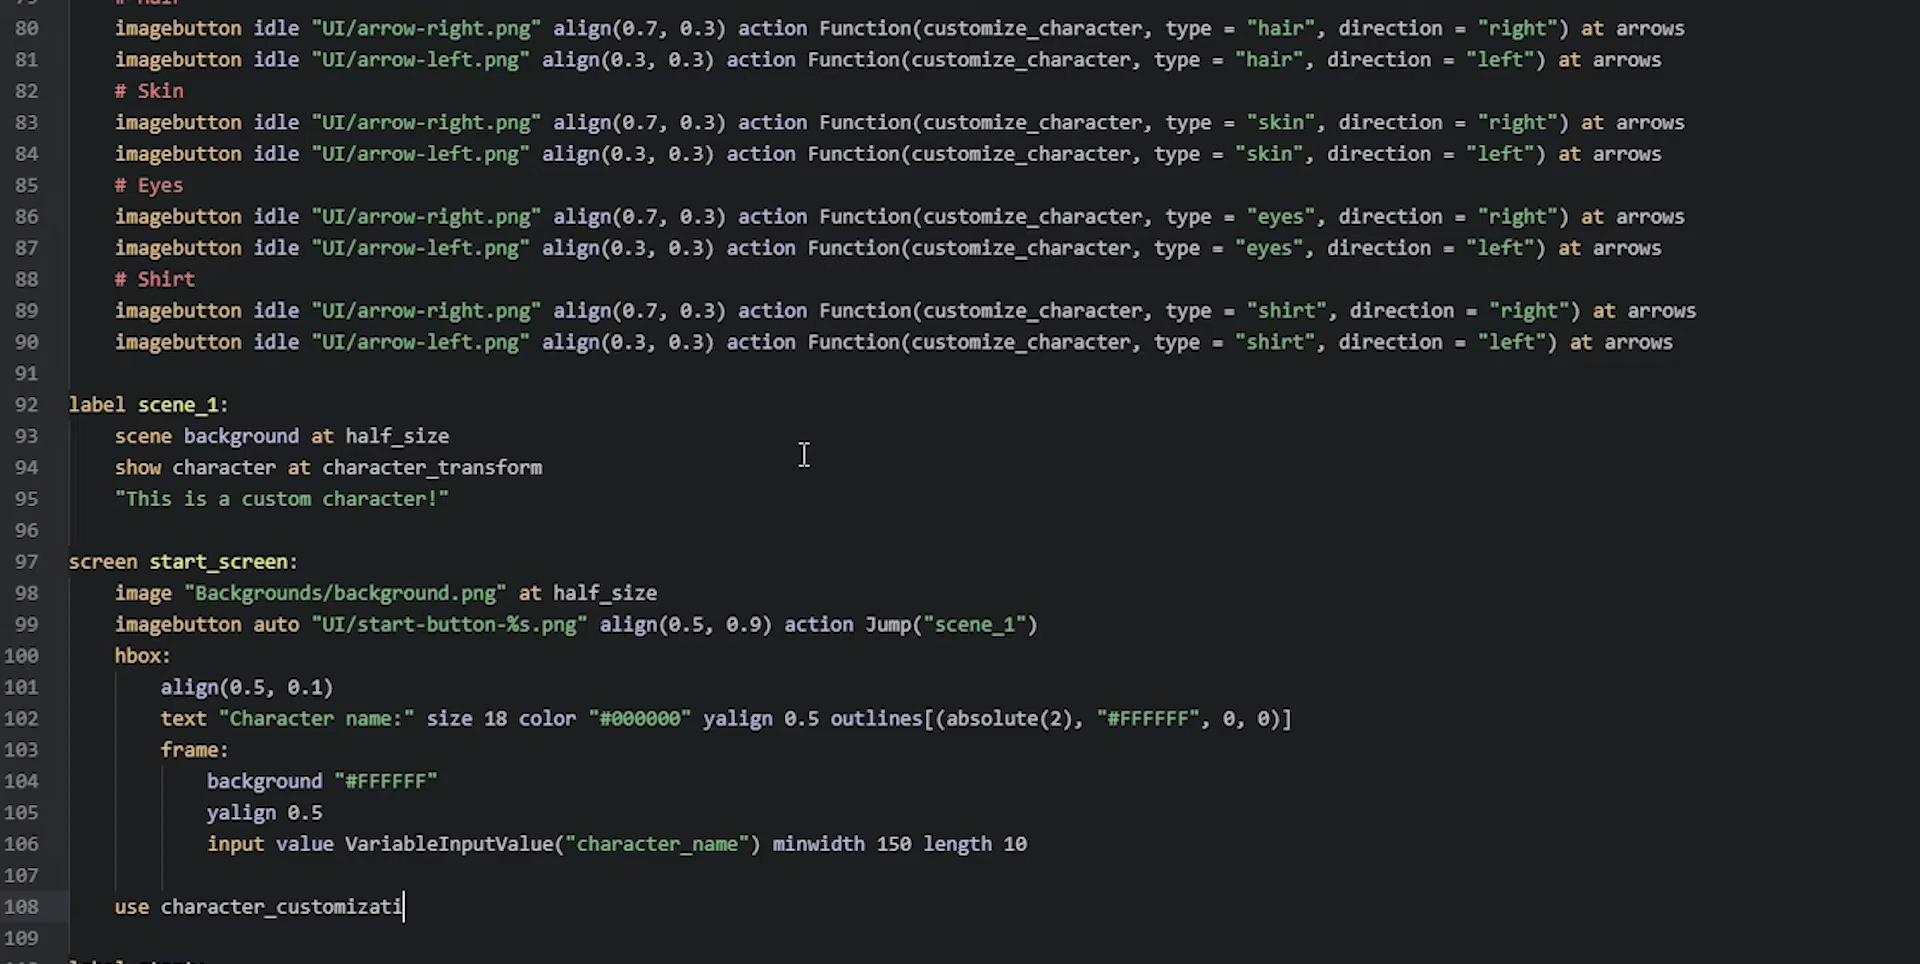 # Hair
80 imagebutton idle "UI/arrow-right.png" align(0.7, 0.3) action Function(customize_character, type = "hair", direction = "right") at arrows
81 imagebutton idle "UI/arrow-left.png" align(0.3, 0.3) action Function(customize_character, type = "hair", direction = "left") at arrows
82 # Skin
83 imagebutton idle "UI/arrow-right.png" align(0.7, 0.3) action Function(customize_character, type = "skin", direction = "right") at arrows
84 imagebutton idle "UI/arrow-left.png" align(0.3, 0.3) action Function(customize_character, type = "skin", direction = "left") at arrows
85 # Eyes
86 imagebutton idle "UI/arrow-right.png" align(0.7, 0.3) action Function(customize_character, type = "eyes", direction = "right") at arrows
87 imagebutton idle "UI/arrow-left.png" align(0.3, 0.3) action Function(customize_character, type = "eyes", direction = "left") at arrows
88 # Shirt
89 imagebutton idle "UI/arrow-right.png" align(0.7, 0.3) action Function(customize_character, type = "shirt", direction = "right") at arrows
90 imagebutton idle "UI/arrow-left.png" align(0.3, 0.3) action Function(customize_character, type = "shirt", direction = "left") at arrows
91
92 label scene_1:
93 scene background at half_size
94 show character at character_transform
95 "This is a custom character!"
96
97 screen start_screen:
98 image "Backgrounds/background.png" at half_size
99 imagebutton auto "UI/start-button-%s.png" align(0.5, 0.9) action Jump("scene_1")
100 hbox:
101 align(0.5, 0.1)
102 text "Character name:" size 18 color "#000000" yalign 0.5 outlines[(absolute(2), "#FFFFFF", 0, 0)]
103 frame:
104 background "#FFFFFF"
105 yalign 0.5
106 input value VariableInputValue("character_name") minwidth 150 length 10
107
108 use character_customizati
109